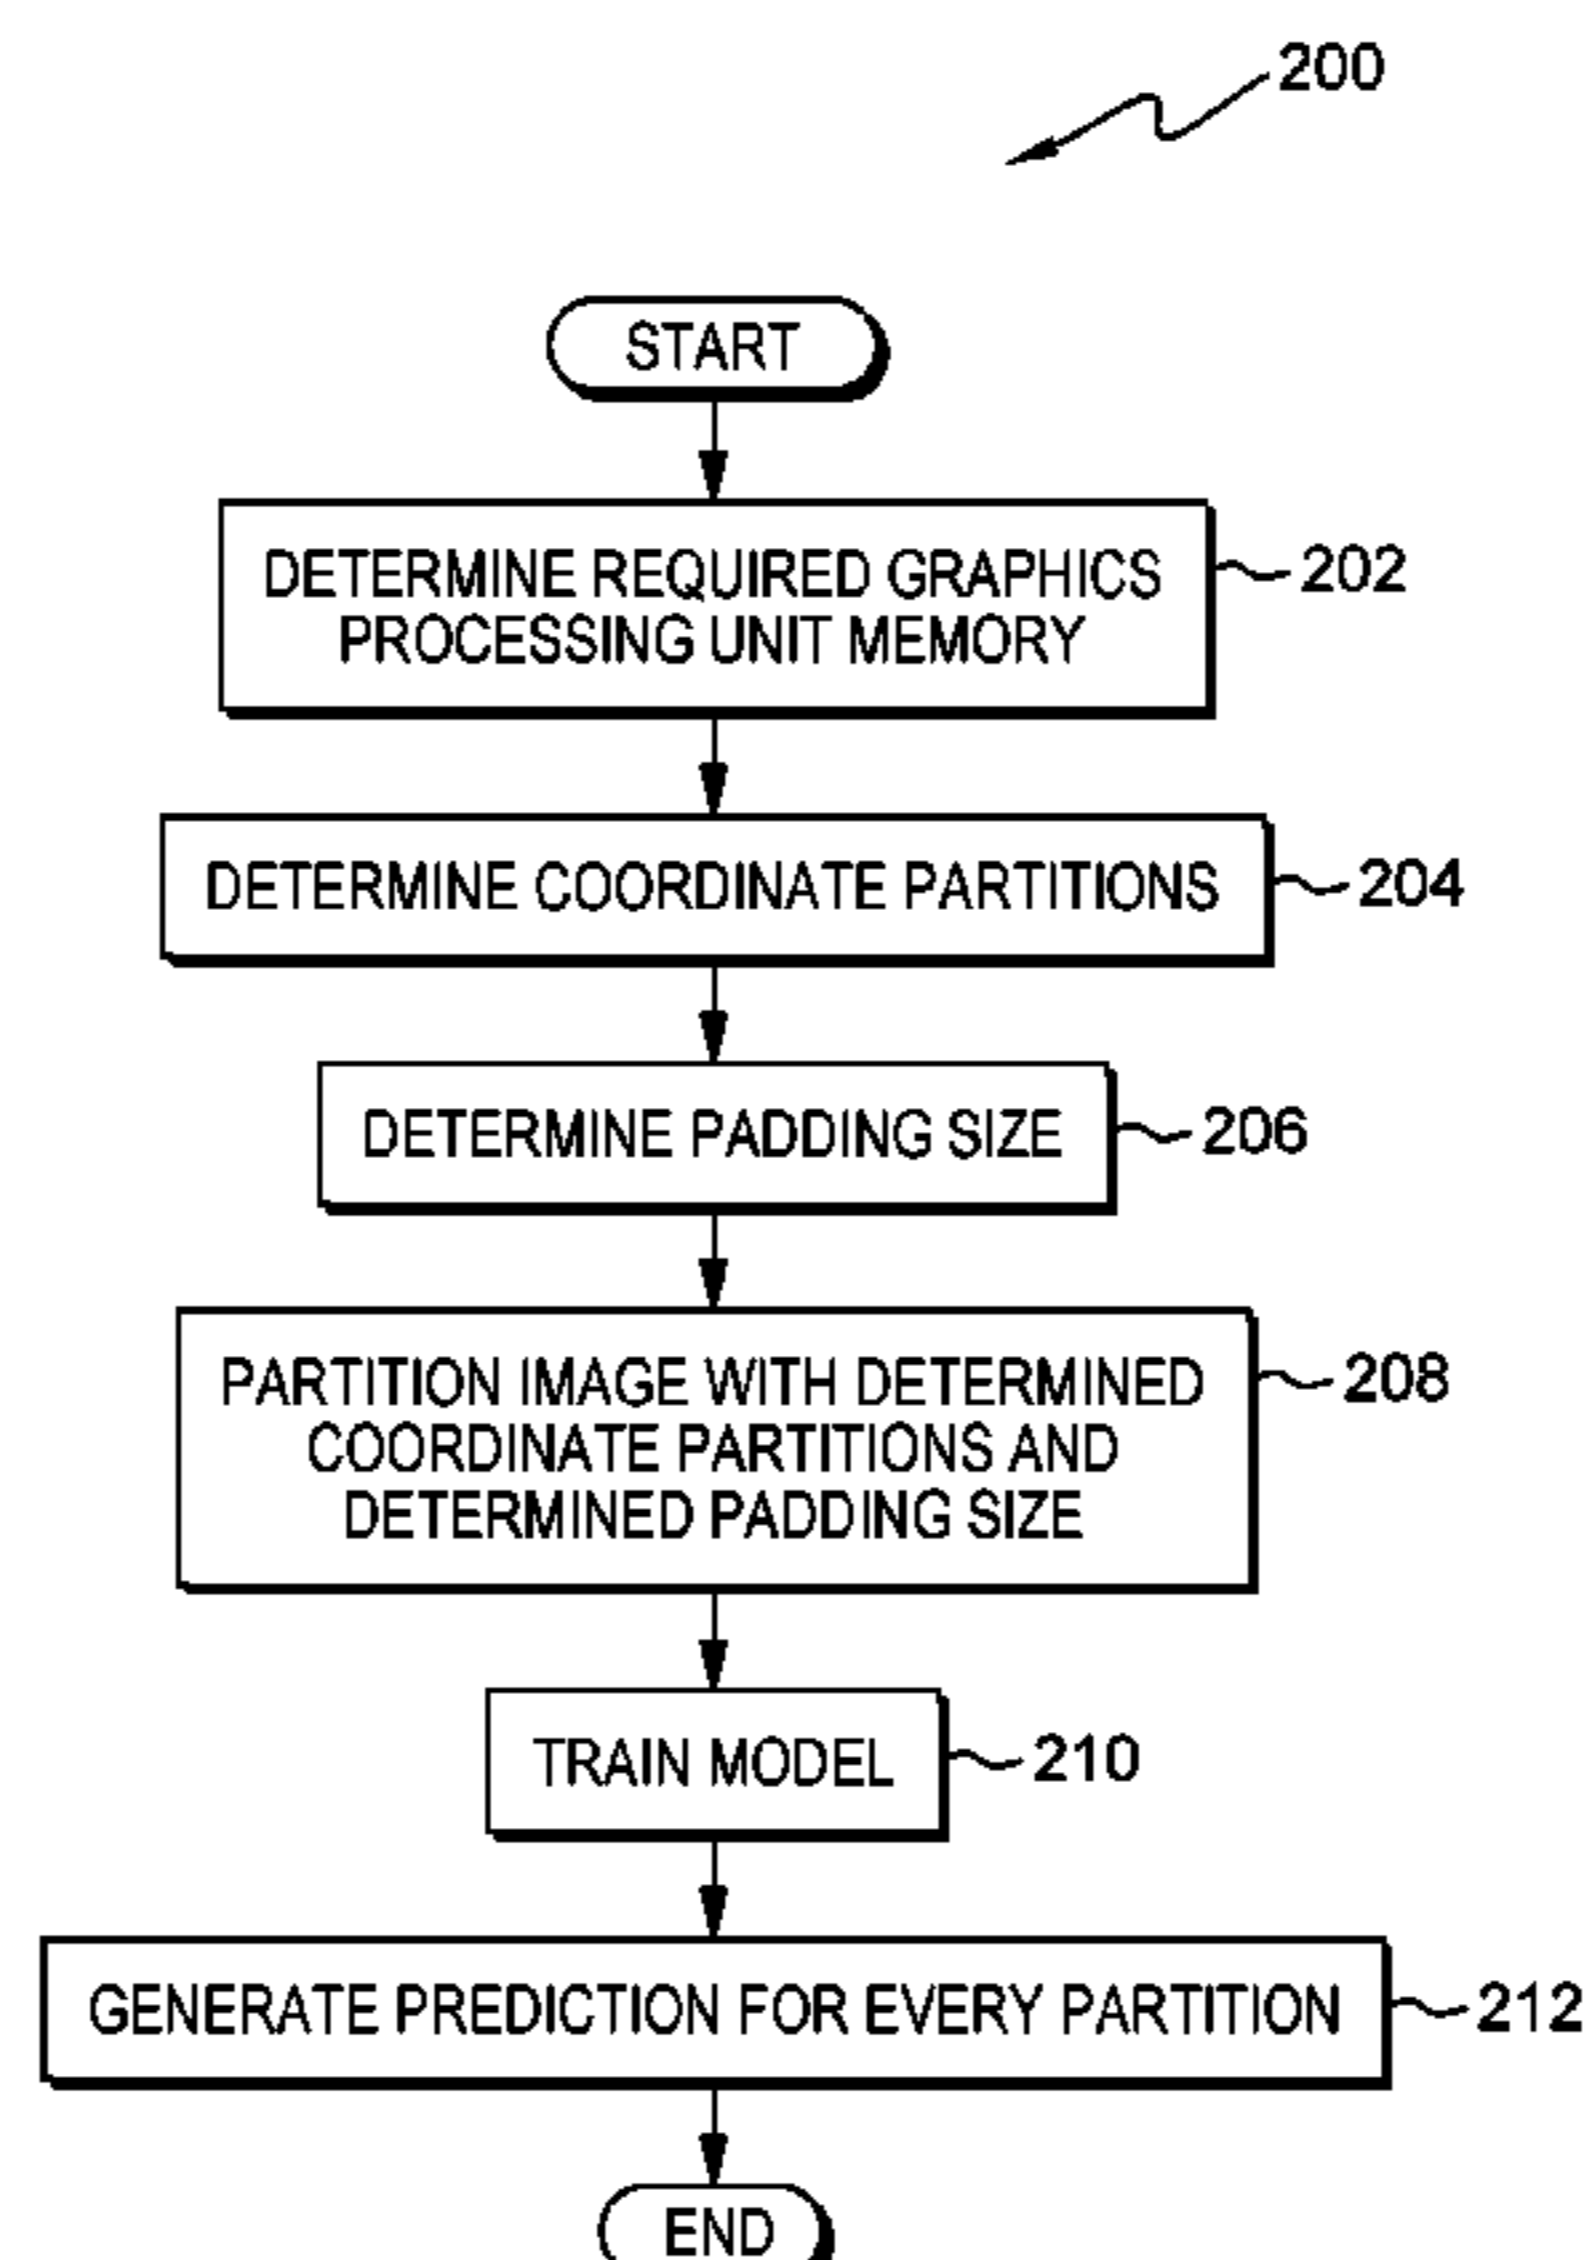 200
START
DETERMINE REQUIRED GRAPHICS
PROCESSING UNIT MEMORY
202
DETERMINE COORDINATE PARTITIONS
204
DETERMINE PADDING SIZE
206
PARTITION IMAGE WITH DETERMINED
COORDINATE PARTITIONS AND
DETERMINED PADDING SIZE
208
TRAIN MODEL
210
GENERATE PREDICTION FOR EVERY PARTITION
212
END